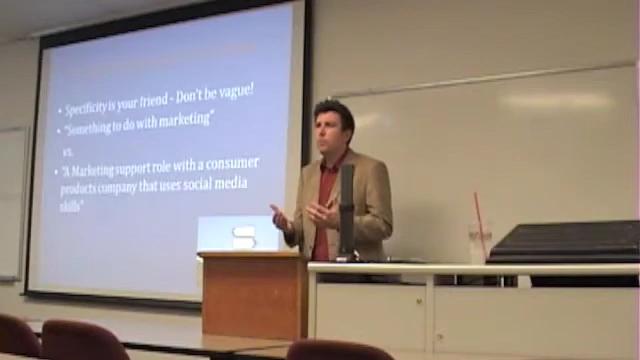 • Specificity is your friend - Don't be vague!
• "Something to do with marketing"
vs.
• "A Marketing support role with a consumer
products company that uses social media
skills"